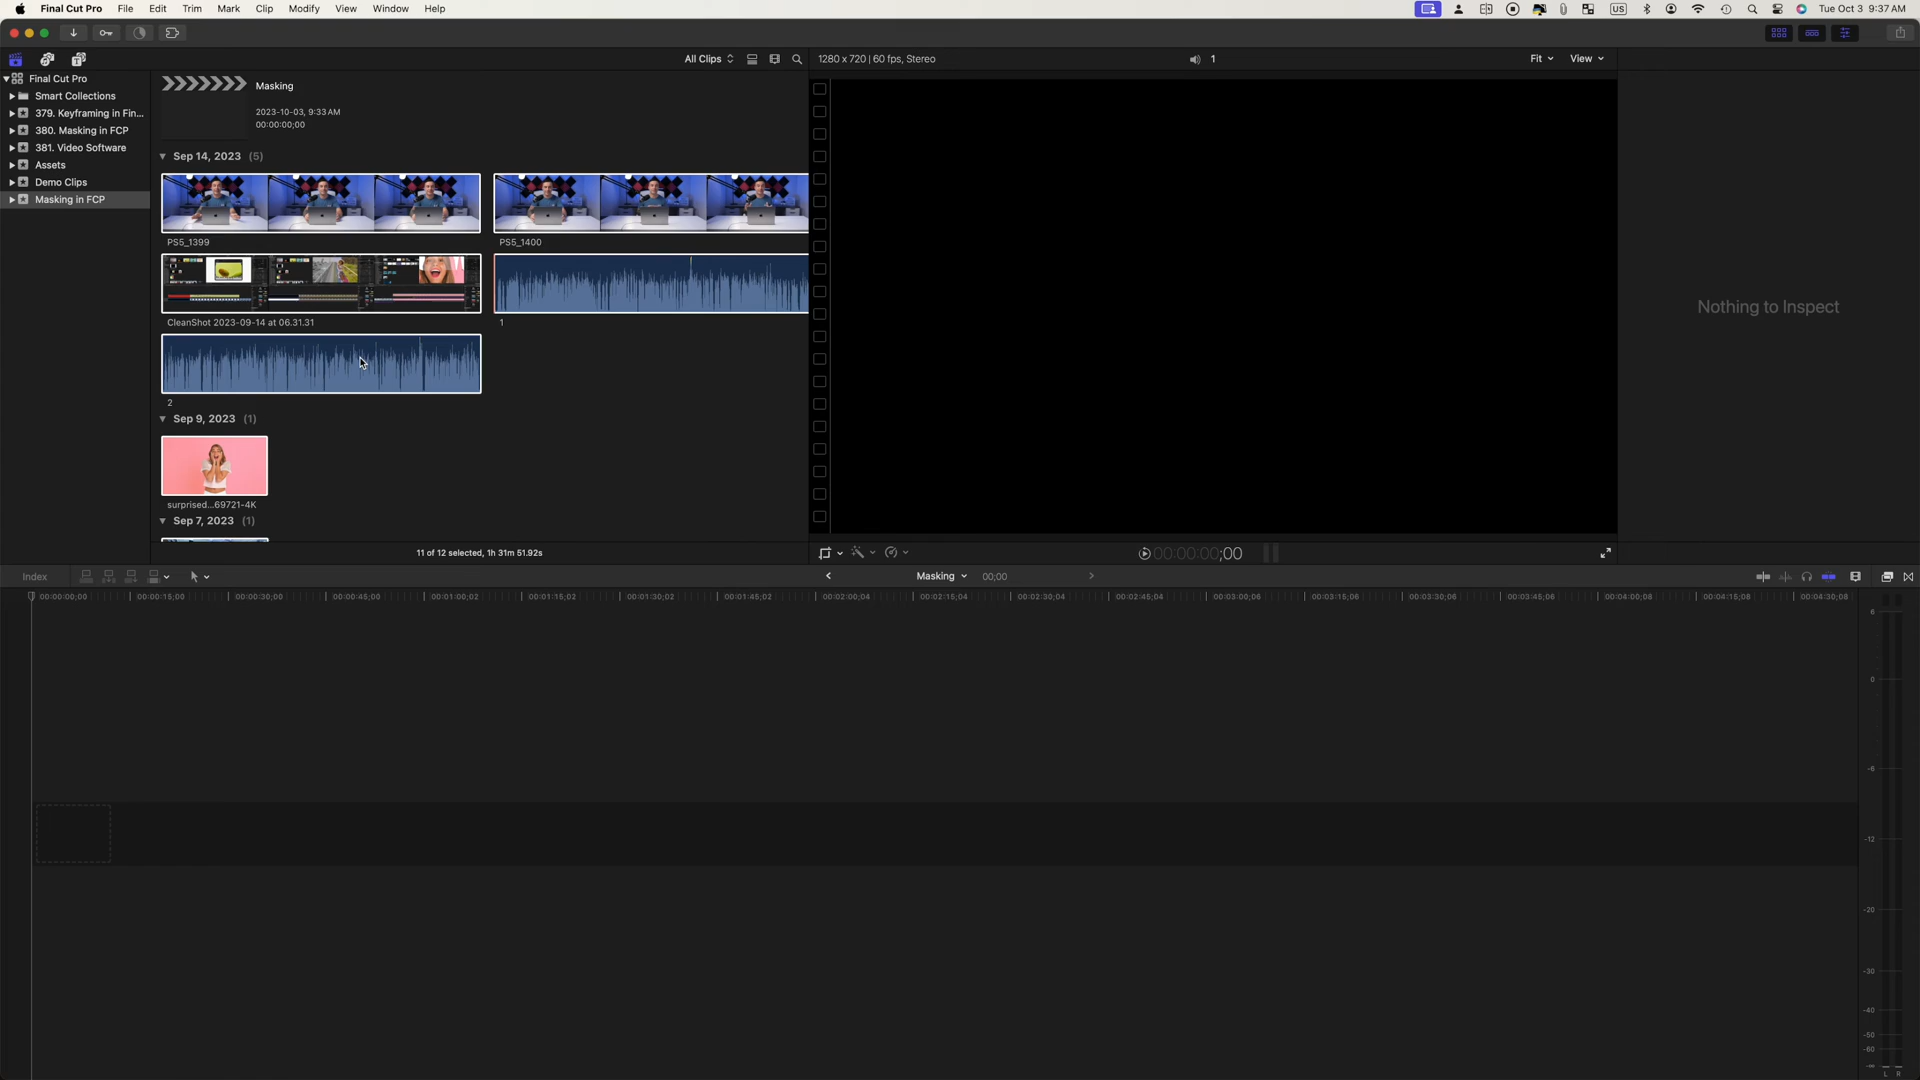 Final Cut Pro File Edit Trim Mark Clip Modify View Window Help US Tue Oct 3 9:37 AM
All Clips 1280 x 720 | 60 fps, Stereo 1 Fit View
Final Cut Pro
Smart Collections
379. Keyframing in Fin...
380. Masking in FCP
381. Video Software
Assets
Demo Clips
Masking in FCP
Masking
2023-10-03, 9:33 AM
00:00:00;00
Sep 14, 2023 (5)
PS5_1399 PS5_1400
CleanShot 2023-09-14 at 06.31.31 1
2
Sep 9, 2023 (1)
surprised...69721-4K
Sep 7, 2023 (1)
11 of 12 selected, 1h 31m 51.92s
Nothing to Inspect
00:00:00;00
Index Masking 00;00
00:00:00;00 00:00:15;00 00:00:30;00 00:00:45;00 00:01:00;02 00:01:15;02 00:01:30;02 00:01:45;02 00:02:00;04 00:02:15;04 00:02:30;04 00:02:45;04 00:03:00;06 00:03:15;06 00:03:30;06 00:03:45;06 00:04:00;08 00:04:15;08 00:04:30;08
6
0
-6
-12
-20
-30
-40
-50
-60
-∞
L R